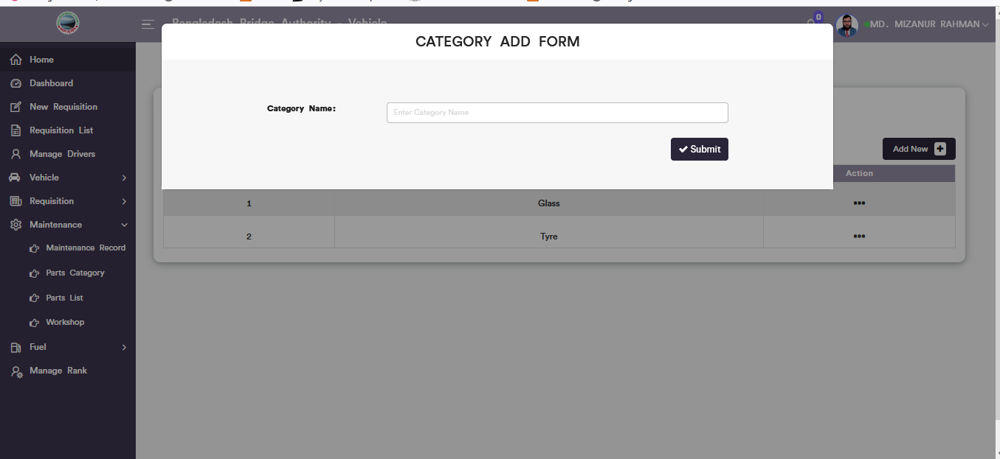 Bangladesh Bridge Authority - Vehicle
0
MD. MIZANUR RAHMAN
CATEGORY ADD FORM
Home
Dashboard
New Requisition
Requisition List
Manage Drivers
Vehicle
Requisition
Maintenance
Maintenance Record
Parts Category
Parts List
Workshop
Fuel
Manage Rank
Category Name:
Enter Category Name
Submit
Add New
Action
1 Glass
2 Tyre